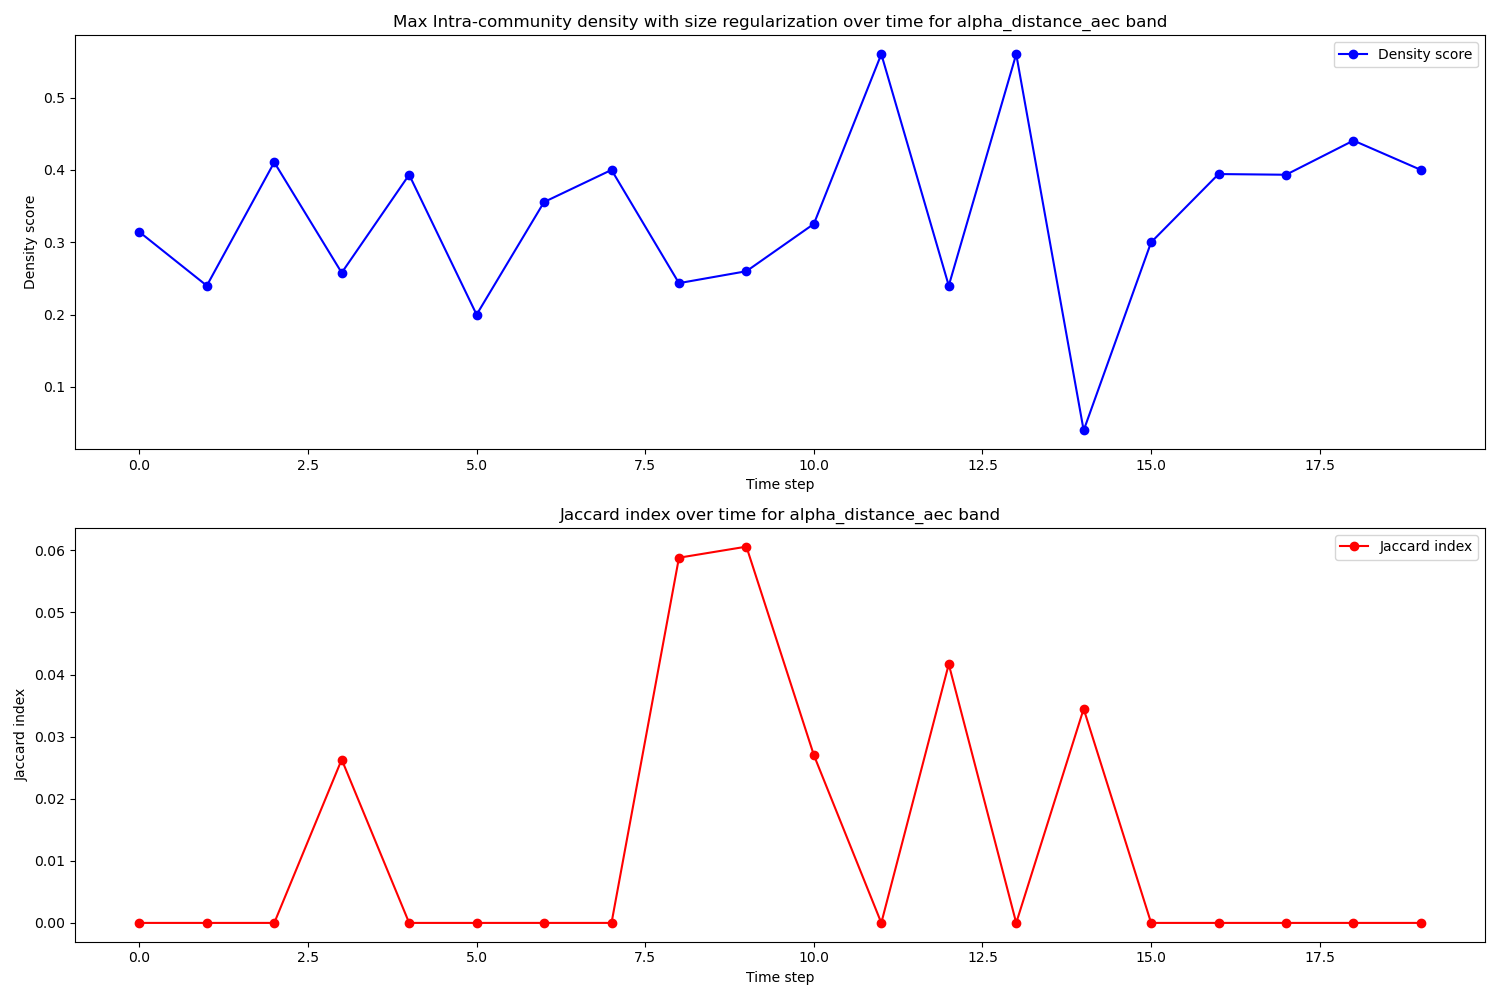 Max Intra-community density with size regularization over time for alpha_distance_aec band
Density score
0.5
0.4
0.3
0.2
0.1
Density score
0.0 2.5 5.0 7.5 10.0 12.5 15.0 17.5
Time step
Jaccard index over time for alpha_distance_aec band
Jaccard index
0.06
0.05
0.04
0.03
0.02
0.01
0.00
Jaccard index
0.0 2.5 5.0 7.5 10.0 12.5 15.0 17.5
Time step